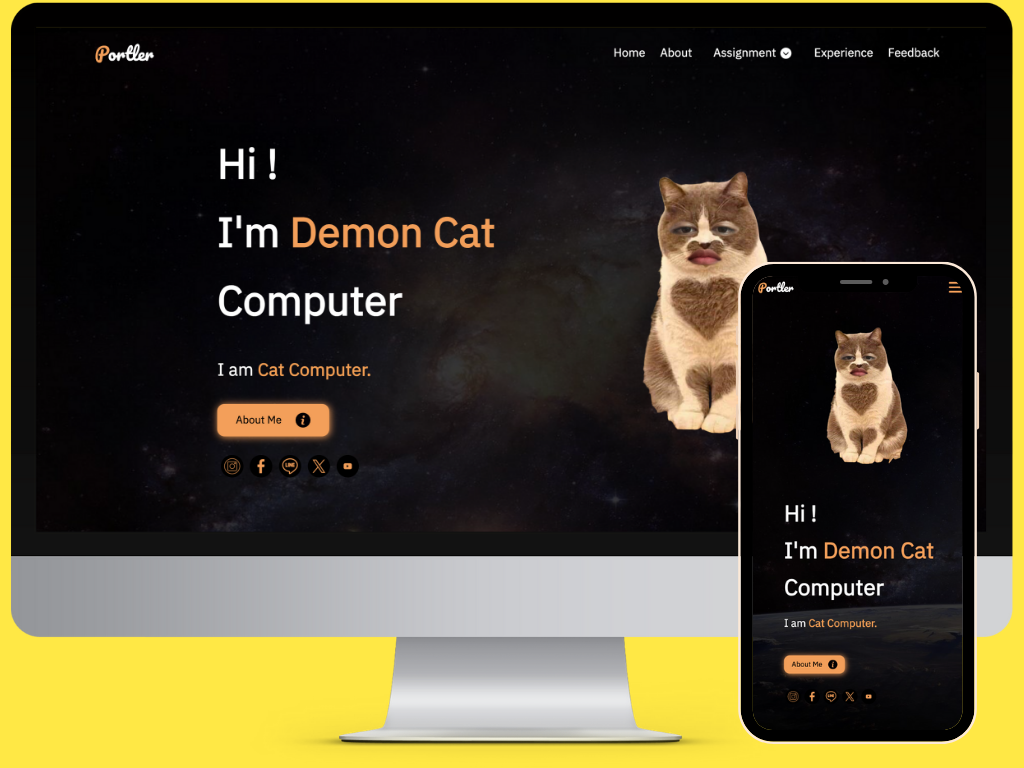 Portler
Home About Assignment Experience Feedback
Hi !
I'm Demon Cat
Computer
I am Cat Computer.
About Me i
LINE
Portler
Hi !
I'm Demon Cat
Computer
I am Cat Computer.
About Me i
LINE